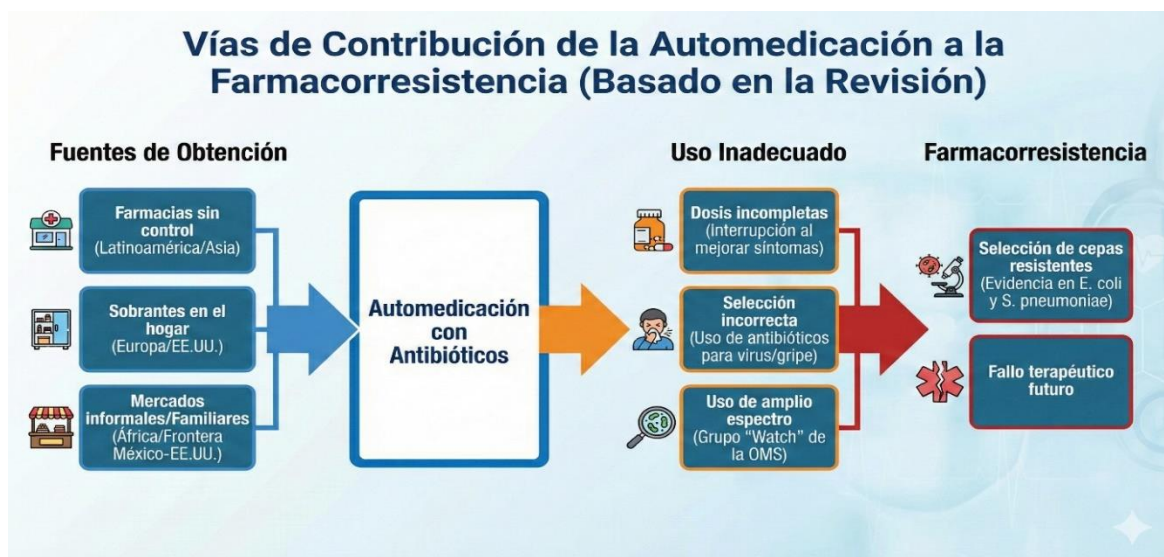 Vías de Contribución de la Automedicación a la
Farmacorresistencia (Basado en la Revisión)
Fuentes de Obtención
Farmacias sin
control
(Latinoamérica/Asia)
Sobrantes en el
hogar
(Europa/EE.UU.)
Mercados
informales/Familiares
(África/Frontera
México-EE.UU.)
Automedicación
con
Antibióticos
Uso Inadecuado
Dosis incompletas
(Interrupción al
mejorar síntomas)
Selección
incorrecta
(Uso de antibióticos
para virus/gripe)
Uso de amplio
espectro
(Grupo “Watch” de
la OMS)
Farmacorresistencia
Selección de cepas
resistentes
(Evidencia en E. coli
y S. pneumoniae)
Fallo terapéutico
futuro